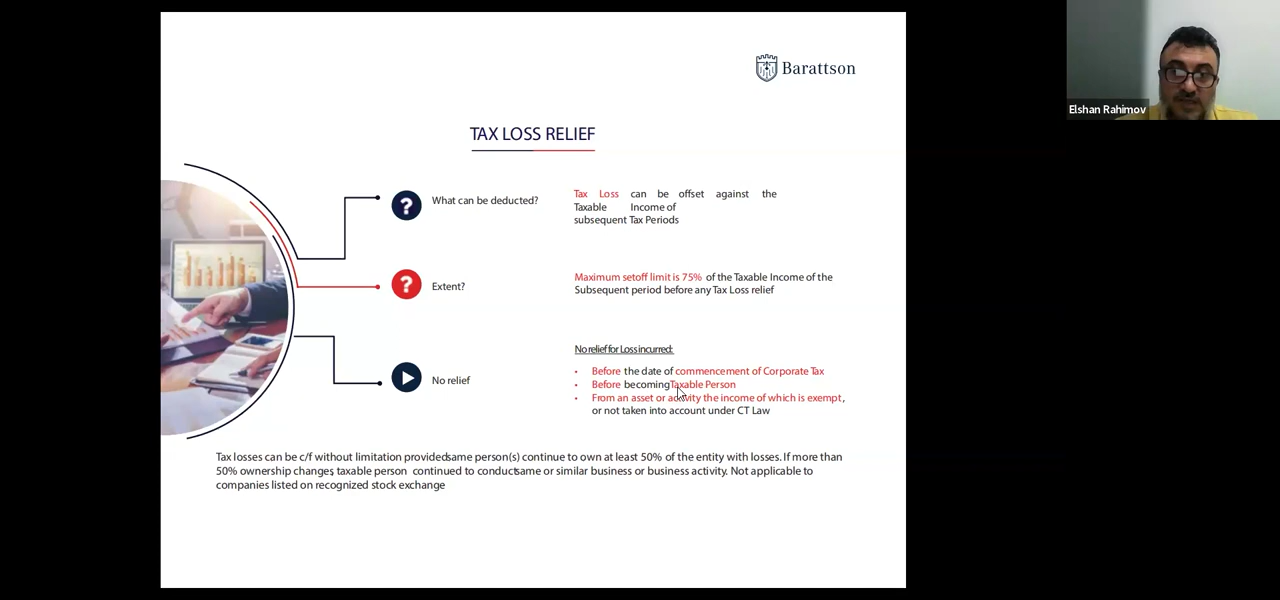 Barattson
Elshan Rahimov
TAX LOSS RELIEF
What can be deducted?
Tax Loss can be offset against the
Taxable Income of
subsequent Tax Periods
Extent?
Maximum setoff limit is 75% of the Taxable Income of the
Subsequent period before any Tax Loss relief
No relief
No relief for Loss incurred:
• Before the date of commencement of Corporate Tax
• Before becoming Taxable Person
• From an asset or activity the income of which is exempt,
or not taken into account under CT Law
Tax losses can be c/f without limitation provided same person(s) continue to own at least 50% of the entity with losses. If more than
50% ownership changes, taxable person continued to conduct same or similar business or business activity. Not applicable to
companies listed on recognized stock exchange